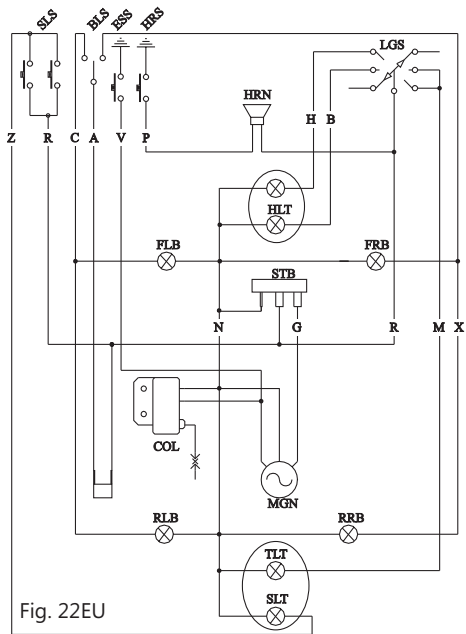 SLS BLS ESS HRS LGS
HRN
H B
Z R C A V P
HLT
FLB FRB
STB
N G R M X
COL
MGN
RLB RRB
TLT
SLT
Fig. 22EU